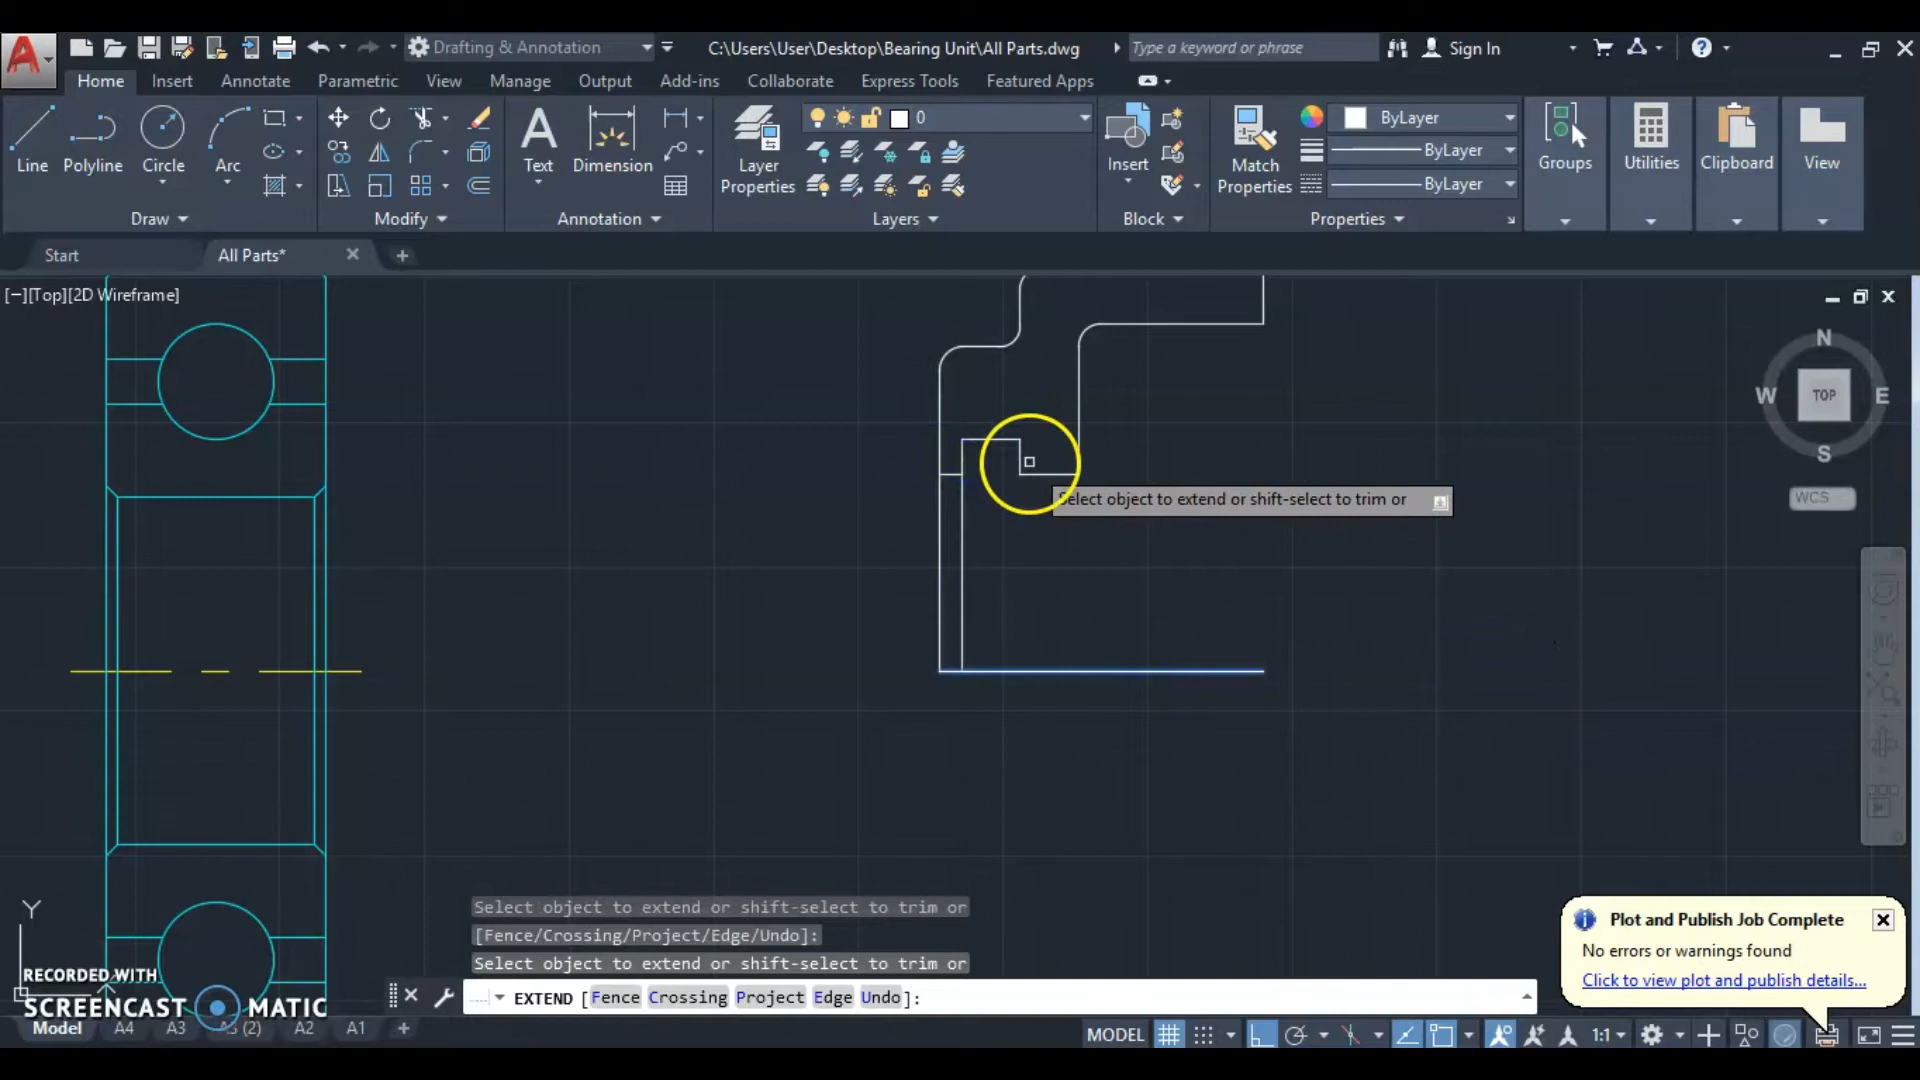 Drafting & Annotation
C:\Users\User\Desktop\Bearing Unit\All Parts.dwg
Type a keyword or phrase
Sign In
Home Insert Annotate Parametric View Manage Output Add-ins Collaborate Express Tools Featured Apps
0
ByLayer
ByLayer
ByLayer
Line Polyline Circle Arc
Text Dimension
Layer Properties
Insert
Match Properties
Groups Utilities Clipboard View
Draw Modify Annotation Layers Block Properties
Start All Parts*
[−][Top][2D Wireframe]
N
W TOP E
S
WCS
Select object to extend or shift-select to trim or
Y
Select object to extend or shift-select to trim or
[Fence/Crossing/Project/Edge/Undo]:
Select object to extend or shift-select to trim or
EXTEND [Fence Crossing Project Edge Undo]:
Plot and Publish Job Complete
No errors or warnings found
Click to view plot and publish details...
RECORDED WITH
SCREENCAST MATIC
Model A4 A3 A3 (2) A2 A1
MODEL 1:1